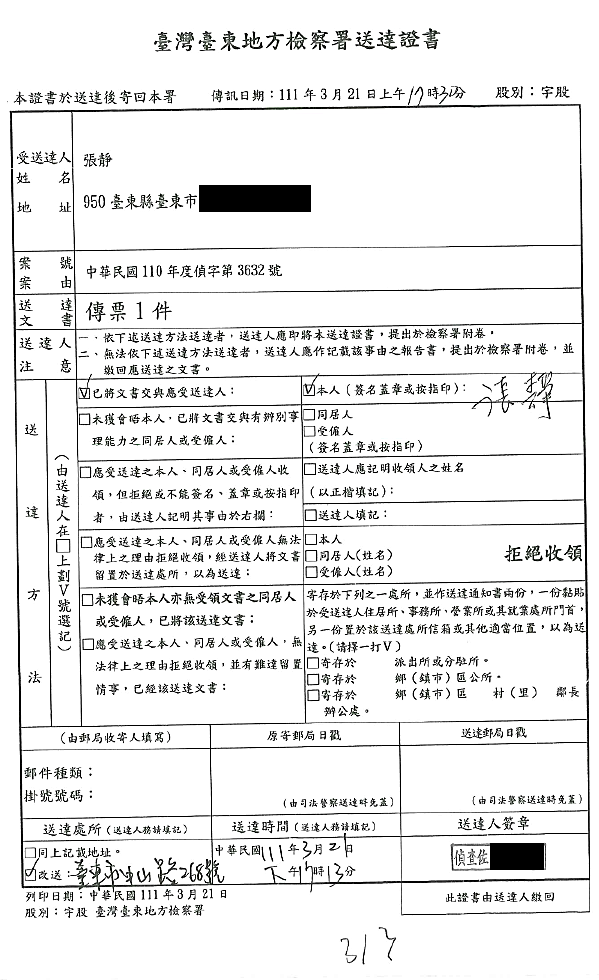 臺灣臺東地方檢察署送達證書
本證書於送達後寄回本署 傳訊日期：111 年 3 月 21 日上午 17 時 30 分 股別：宇股
受送達人
姓名
地址
張靜
950 臺東縣臺東市
案號
案由
中華民國 110 年度偵字第 3632 號
送達
文書
傳票 1 件
送達人
注意
一、依下述送達方法送達者，送達人應即將本送達證書，提出於檢察署附卷。
二、無法依下述送達方法送達者，送達人應作記載該事由之報告書，提出於檢察署附卷，並
繳回應送達之文書。
送達方法
（由送達人在□上劃V號選記）
☑已將文書交與應受送達人：
☑本人（簽名蓋章或按指印）：張靜
□未獲會晤本人，已將文書交與有辨別事
理能力之同居人或受僱人：
□同居人
□受僱人
（簽名蓋章或按指印）
□應受送達之本人、同居人或受僱人收
領，但拒絕或不能簽名、蓋章或按指印
者，由送達人記明其事由於右欄：
□送達人應記明收領人之姓名
（以正楷填記）：
□送達人填記：
□應受送達之本人、同居人或受僱人無法
律上之理由拒絕收領，經送達人將文書
留置於送達處所，以為送達：
□本人
□同居人(姓名)
□受僱人(姓名)
拒絕收領
□未獲會晤本人亦無受領文書之同居人
或受僱人，已將該送達文書：
□應受送達之本人、同居人或受僱人，無
法律上之理由拒絕收領，並有難達留置
情事，已經該送達文書：
寄存於下列之一處所，並作送達通知書兩份，一份黏貼
於受送達人住居所、事務所、營業所或其就業處所門首，
另一份置於該送達處所信箱或其他適當位置，以為送
達。(請擇一打V)
□寄存於 派出所或分駐所。
□寄存於 鄉（鎮市）區公所。
□寄存於 鄉（鎮市）區 村（里） 鄰長
辦公處。
（由郵局收寄人填寫） 原寄郵局日戳 送達郵局日戳
郵件種類：
掛號號碼：
（由司法警察送達時免蓋） （由司法警察送達時免蓋）
送達處所（送達人務請填記） 送達時間（送達人務請填記） 送達人簽章
□同上記載地址。
☑改送：臺東市中山路268號
中華民國 111 年 3 月 21 日
下午 17 時 13 分
偵查佐
列印日期：中華民國 111 年 3 月 21 日
股別：宇股 臺灣臺東地方檢察署
此證書由送達人繳回